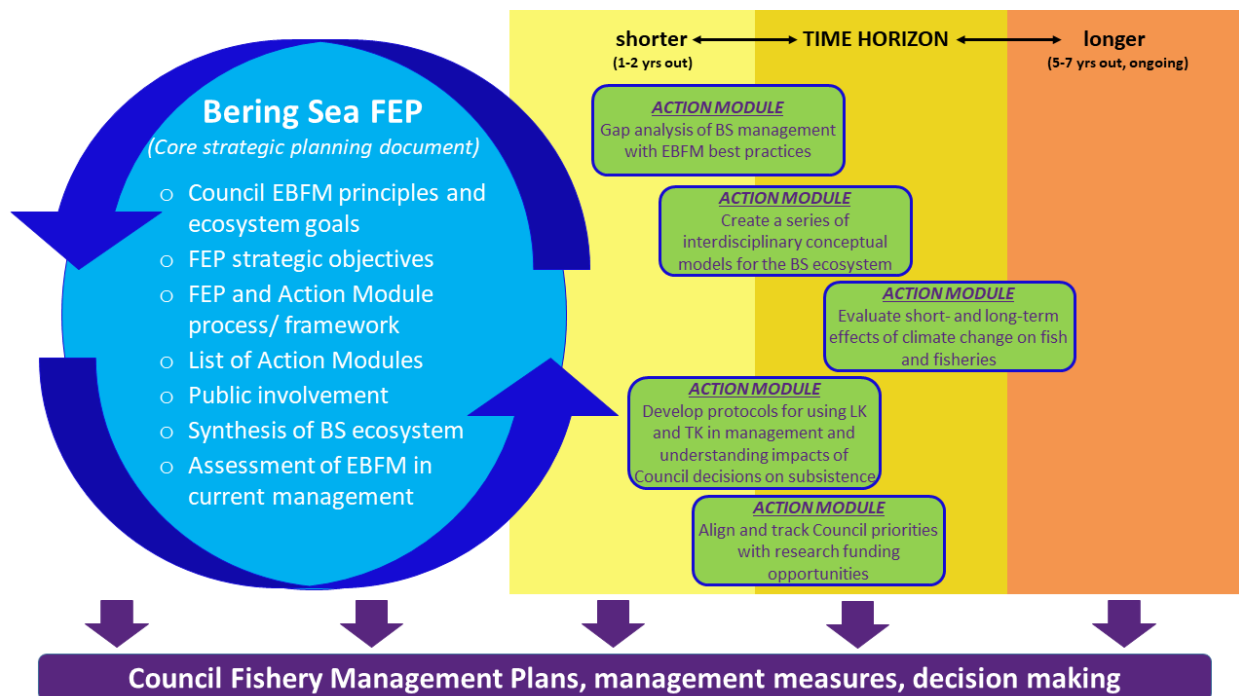 Bering Sea FEP
(Core strategic planning document)
o Council EBFM principles and
ecosystem goals
o FEP strategic objectives
o FEP and Action Module
process/ framework
o List of Action Modules
o Public involvement
o Synthesis of BS ecosystem
o Assessment of EBFM in
current management
shorter TIME HORIZON longer
(1-2 yrs out) (5-7 yrs out, ongoing)
ACTION MODULE
Gap analysis of BS management
with EBFM best practices
ACTION MODULE
Create a series of
interdisciplinary conceptual
models for the BS ecosystem
ACTION MODULE
Evaluate short- and long-term
effects of climate change on fish
and fisheries
ACTION MODULE
Develop protocols for using LK
and TK in management and
understanding impacts of
Council decisions on subsistence
ACTION MODULE
Align and track Council priorities
with research funding
opportunities
Council Fishery Management Plans, management measures, decision making